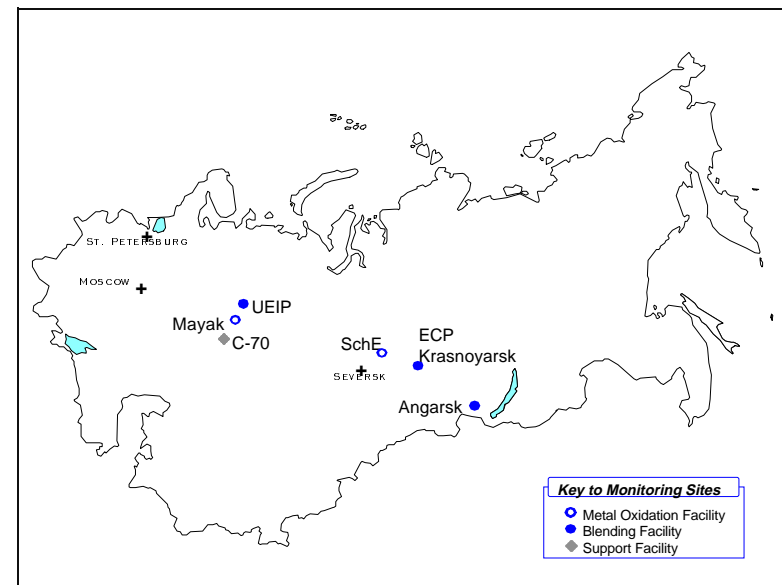 ST. PETERSBURG
MOSCOW
UEIP
Mayak
C-70
SchE
ECP
Krasnoyarsk
SEVERSK
Angarsk
Key to Monitoring Sites
Metal Oxidation Facility
Blending Facility
Support Facility